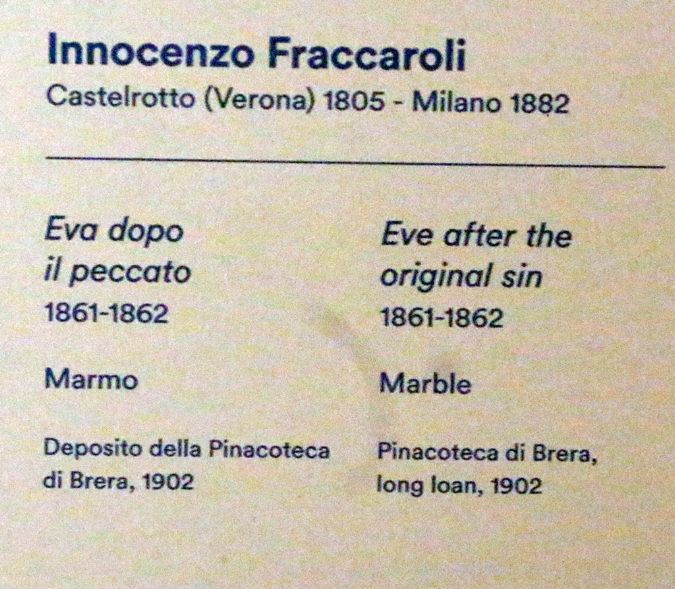 Innocenzo Fraccaroli
Castelrotto (Verona) 1805 - Milano 1882
Eva dopo
il peccato
1861-1862
Marmo
Deposito della Pinacoteca
di Brera, 1902
Eve after the
original sin
1861-1862
Marble
Pinacoteca di Brera,
long loan, 1902